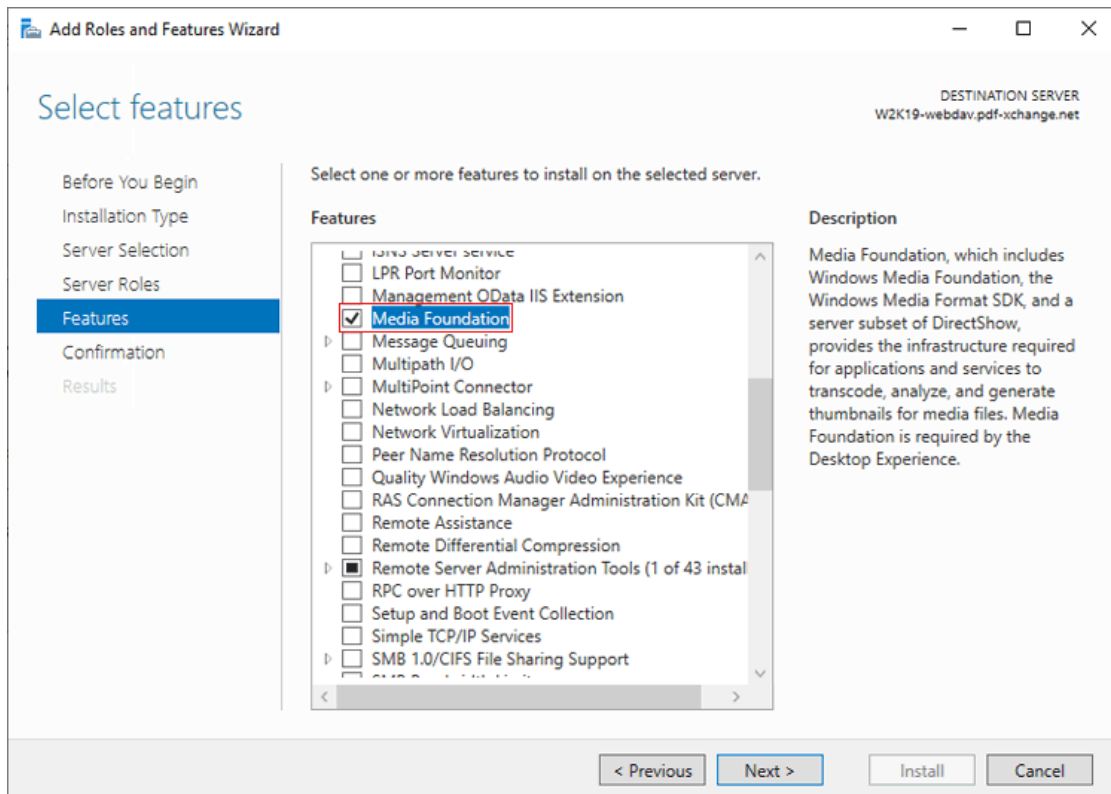 Add Roles and Features Wizard
Select features
DESTINATION SERVER
W2K19-webdav.pdf-xchange.net
Before You Begin
Installation Type
Server Selection
Server Roles
Features
Confirmation
Results
Select one or more features to install on the selected server.
Features
iSNS Server service
LPR Port Monitor
Management OData IIS Extension
Media Foundation
Message Queuing
Multipath I/O
MultiPoint Connector
Network Load Balancing
Network Virtualization
Peer Name Resolution Protocol
Quality Windows Audio Video Experience
RAS Connection Manager Administration Kit (CMA
Remote Assistance
Remote Differential Compression
Remote Server Administration Tools (1 of 43 instal
RPC over HTTP Proxy
Setup and Boot Event Collection
Simple TCP/IP Services
SMB 1.0/CIFS File Sharing Support
Description
Media Foundation, which includes
Windows Media Foundation, the
Windows Media Format SDK, and a
server subset of DirectShow,
provides the infrastructure required
for applications and services to
transcode, analyze, and generate
thumbnails for media files. Media
Foundation is required by the
Desktop Experience.
< Previous
Next >
Install
Cancel